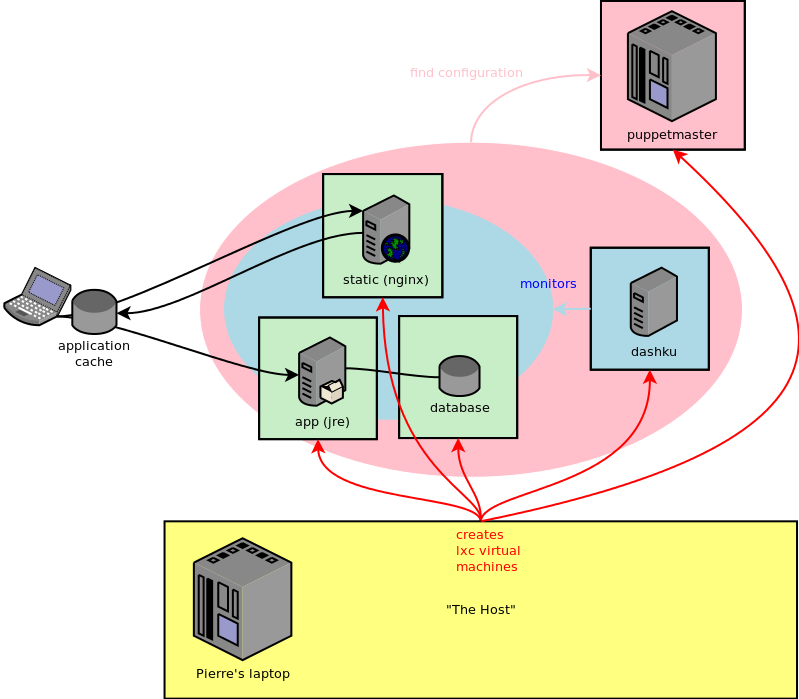 find configuration
puppetmaster
static (nginx)
monitors
dashku
application
cache
app (jre)
database
creates
lxc virtual
machines
"The Host"
Pierre's laptop